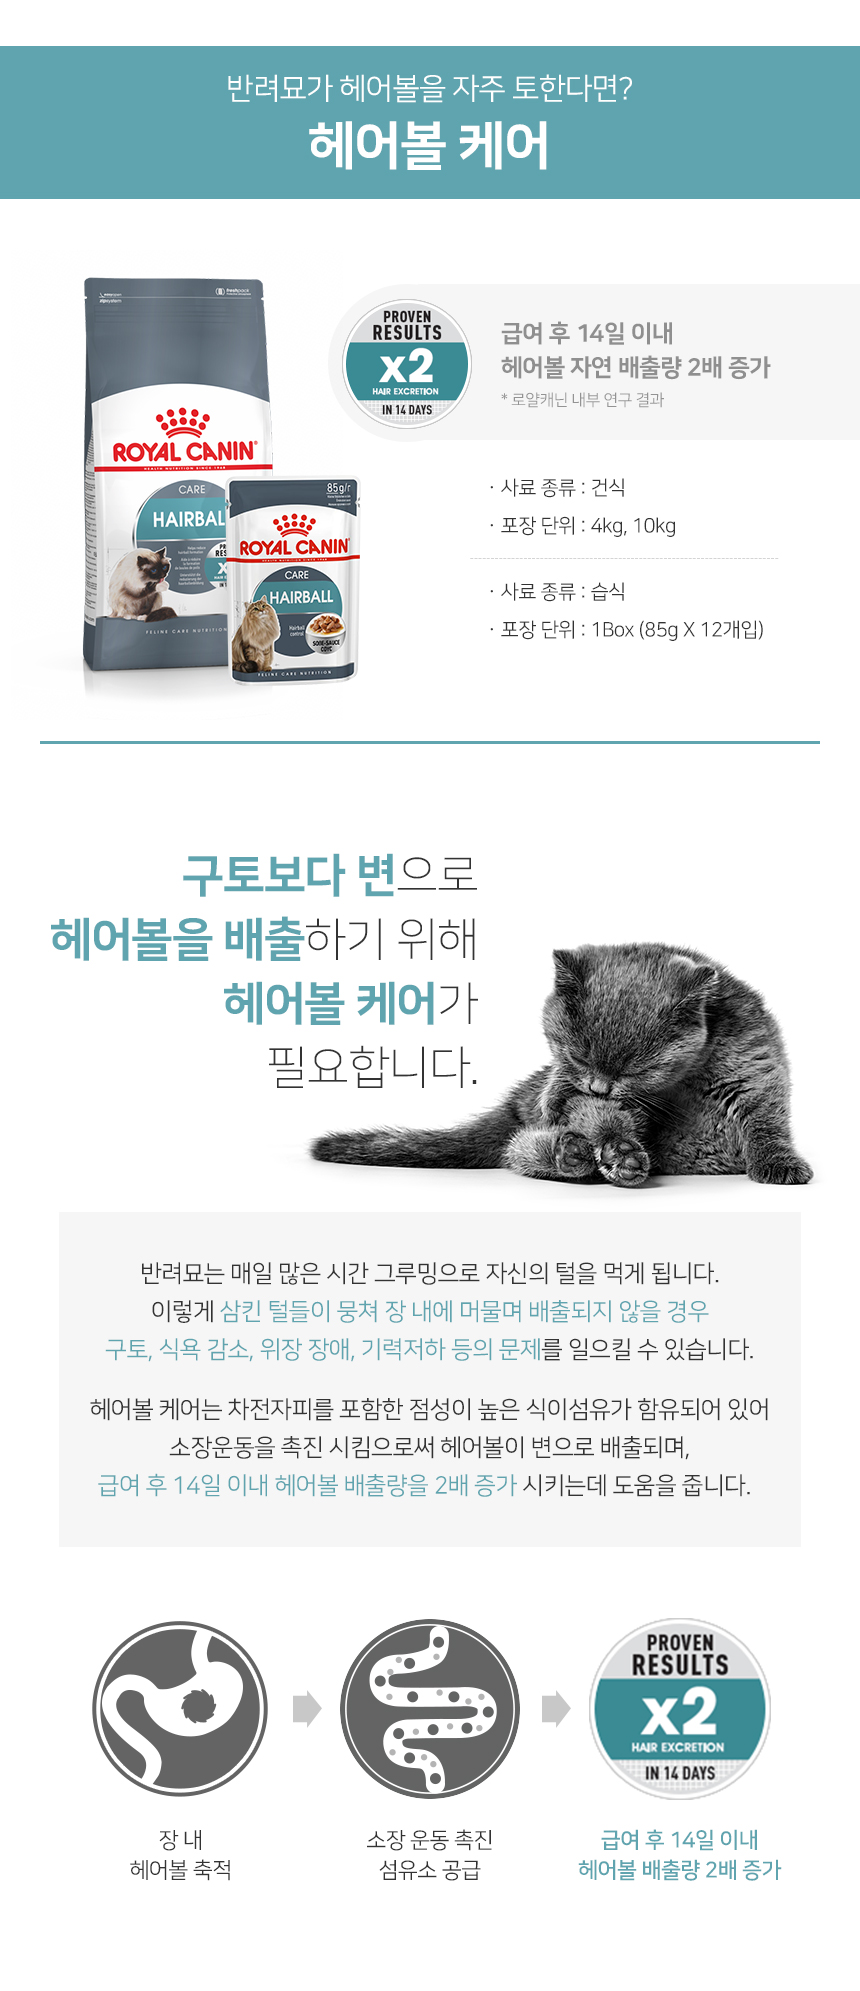 반려묘가 헤어볼을 자주 토한다면?
헤어볼 케어
freshpack
ROYAL CANIN
HEALTH NUTRITION SINCE 1968
CARE
HAIRBAL
FELINE CARE NUTRITION
85g/г
ROYAL CANIN
CARE
HAIRBALL
Hairball
control
FELINE CARE NUTRITION
PROVEN
RESULTS
x2
HAIR EXCRETION
IN 14 DAYS
급여 후 14일 이내
헤어볼 자연 배출량 2배 증가
* 로얄캐닌 내부 연구 결과
· 사료 종류 : 건식
· 포장 단위 : 4kg, 10kg
· 사료 종류 : 습식
· 포장 단위 : 1Box (85g X 12개입)
구토보다 변으로
헤어볼을 배출하기 위해
헤어볼 케어가
필요합니다.
반려묘는 매일 많은 시간 그루밍으로 자신의 털을 먹게 됩니다.
이렇게 삼킨 털들이 뭉쳐 장 내에 머물며 배출되지 않을 경우
구토, 식욕 감소, 위장 장애, 기력저하 등의 문제를 일으킬 수 있습니다.
헤어볼 케어는 차전자피를 포함한 점성이 높은 식이섬유가 함유되어 있어
소장운동을 촉진 시킴으로써 헤어볼이 변으로 배출되며,
급여 후 14일 이내 헤어볼 배출량을 2배 증가 시키는데 도움을 줍니다.
PROVEN
RESULTS
x2
HAIR EXCRETION
IN 14 DAYS
장 내
헤어볼 축적
소장 운동 촉진
섬유소 공급
급여 후 14일 이내
헤어볼 배출량 2배 증가